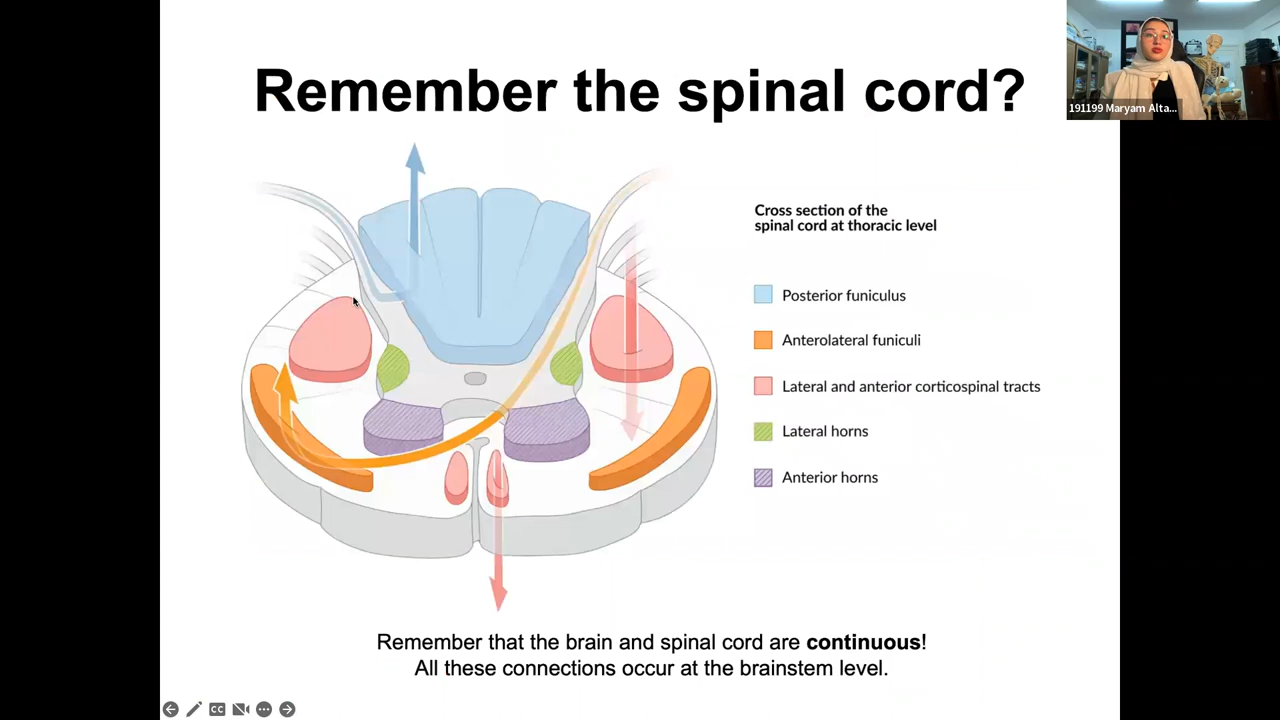 Remember the spinal cord?
191199 Maryam Alta...
Cross section of the
spinal cord at thoracic level
Posterior funiculus
Anterolateral funiculi
Lateral and anterior corticospinal tracts
Lateral horns
Anterior horns
Remember that the brain and spinal cord are continuous!
All these connections occur at the brainstem level.
CC